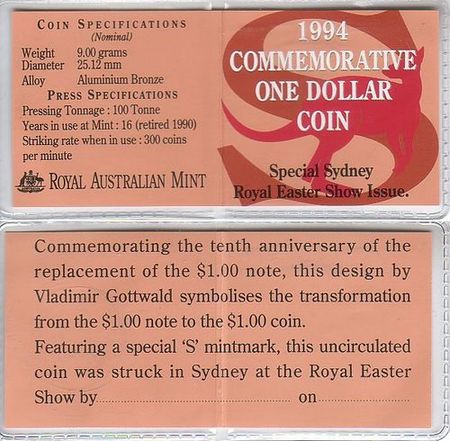 COIN SPECIFICATIONS
(Nominal)
Weight 9.00 grams
Diameter 25.12 mm
Alloy Aluminium Bronze
PRESS SPECIFICATIONS
Pressing Tonnage : 100 Tonne
Years in use at Mint : 16 (retired 1990)
Striking rate when in use : 300 coins
per minute
ROYAL AUSTRALIAN MINT
1994
COMMEMORATIVE
ONE DOLLAR
COIN
Special Sydney
Royal Easter Show Issue.
Commemorating the tenth anniversary of the
replacement of the $1.00 note, this design by
Vladimir Gottwald symbolises the transformation
from the $1.00 note to the $1.00 coin.
Featuring a special 'S' mintmark, this uncirculated
coin was struck in Sydney at the Royal Easter
Show by.................... on....................